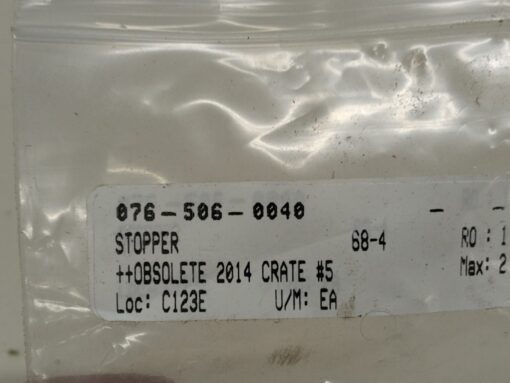 076-506-0040 - -
STOPPER 68-4 RO : 1
++OBSOLETE 2014 CRATE #5 Max: 2
Loc: C123E U/M: EA